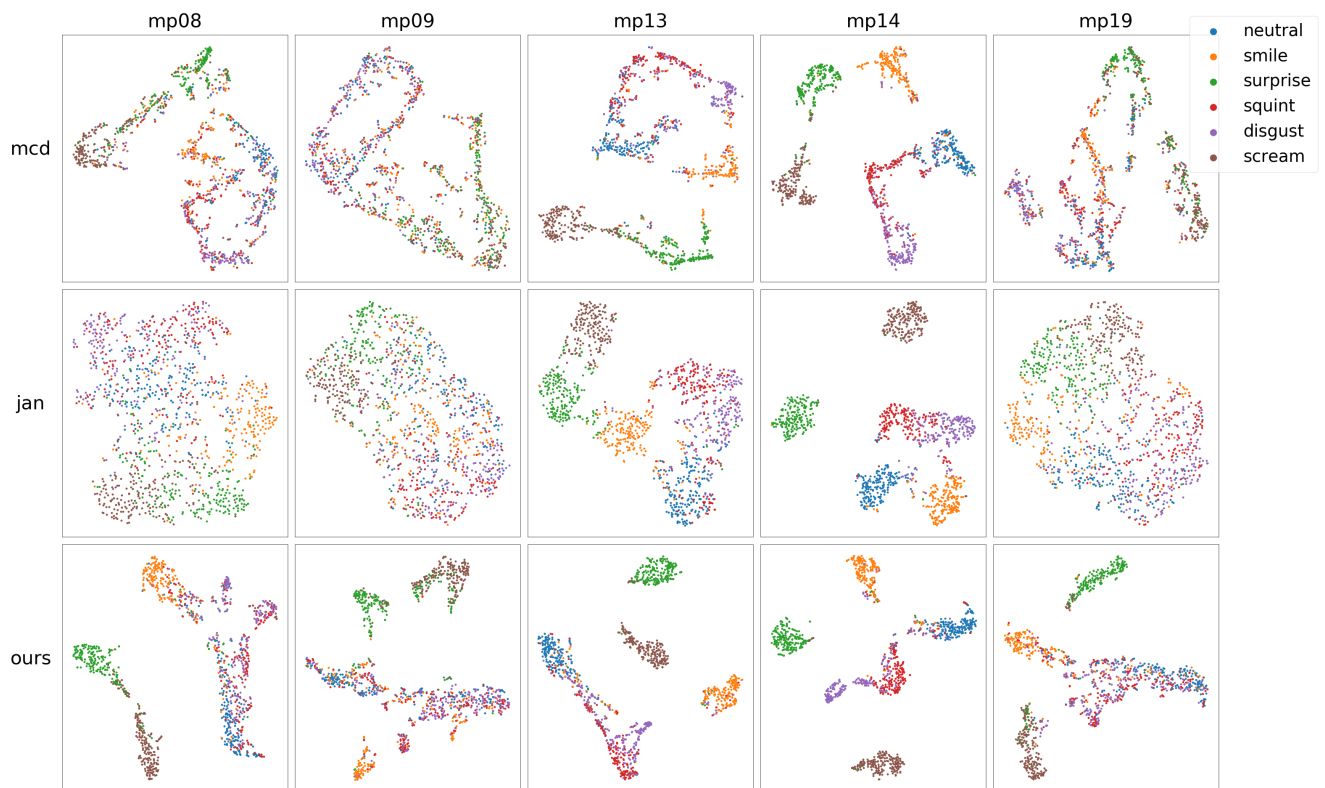 mp08 mp09 mp13 mp14 mp19
neutral
smile
surprise
squint
disgust
scream
mcd
jan
ours